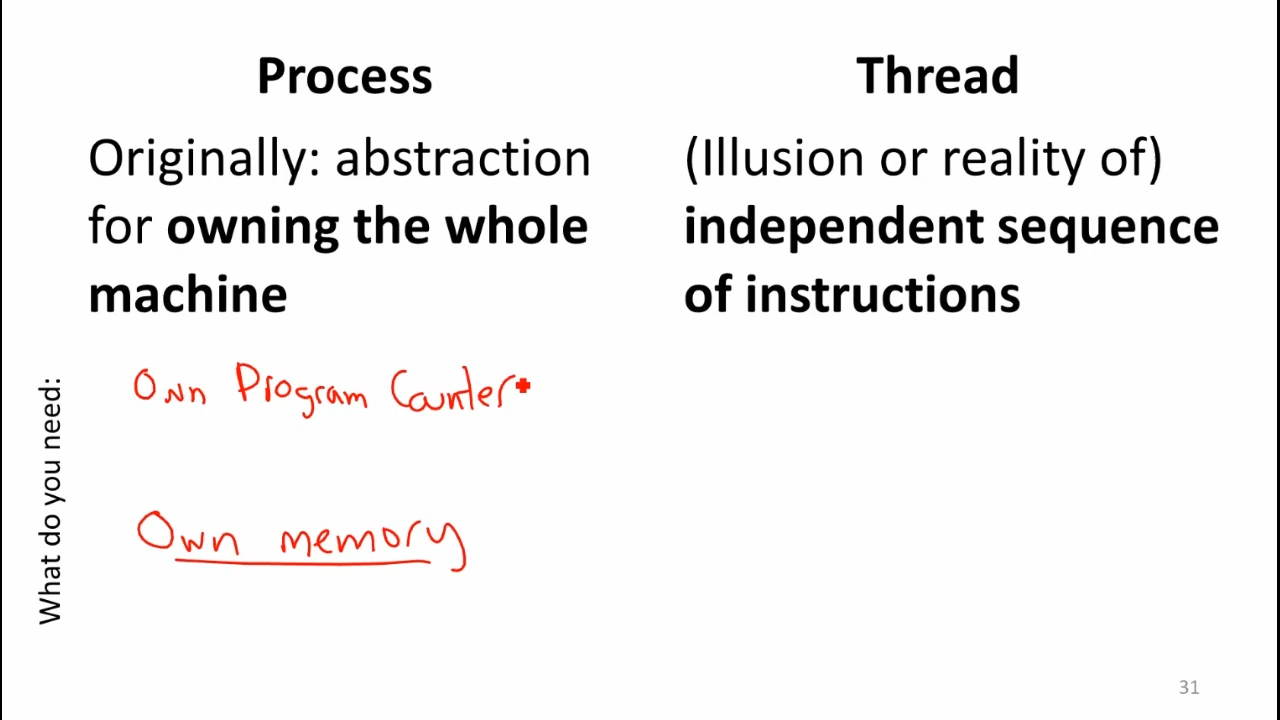 Process
Originally: abstraction
for owning the whole
machine
Thread
(Illusion or reality of)
independent sequence
of instructions
What do you need:
Own Program Counter
Own memory
31